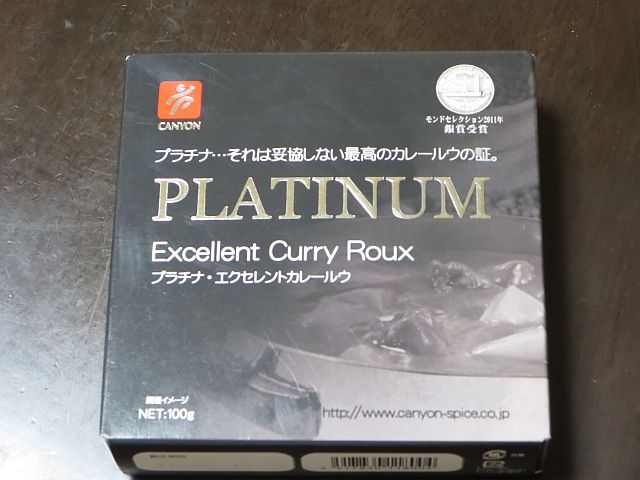 CANYON
モンドセレクション2011年
銀賞受賞
プラチナ…それは妥協しない最高のカレールウの証。
PLATINUM
Excellent Curry Roux
プラチナ・エクセレントカレールウ
調理イメージ
NET:100g
http://www.canyon-spice.co.jp